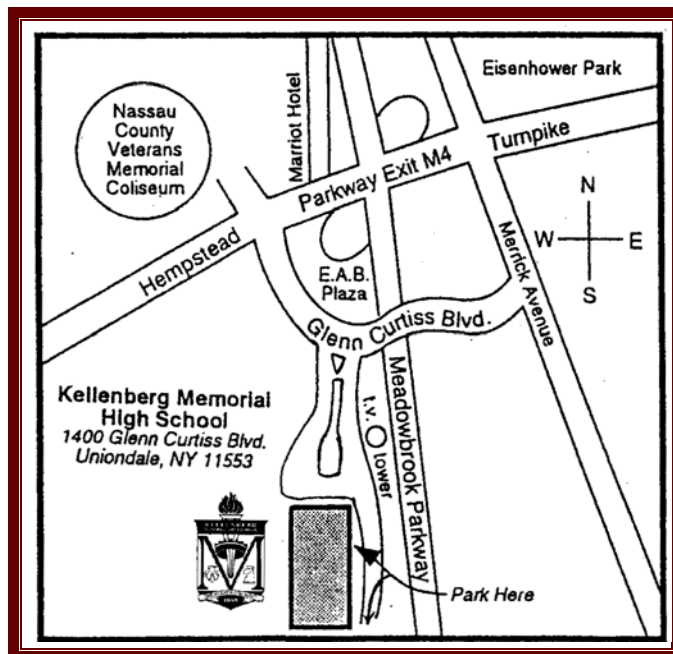 Eisenhower Park
Nassau
County
Veterans
Memorial
Coliseum
Marriot Hotel
Hempstead
Parkway Exit M4
Turnpike
N
W E
S
E.A.B.
Plaza
Merrick Avenue
Glenn Curtiss Blvd.
Meadowbrook Parkway
t.v.
tower
Kellenberg Memorial
High School
1400 Glenn Curtiss Blvd.
Uniondale, NY 11553
Park Here